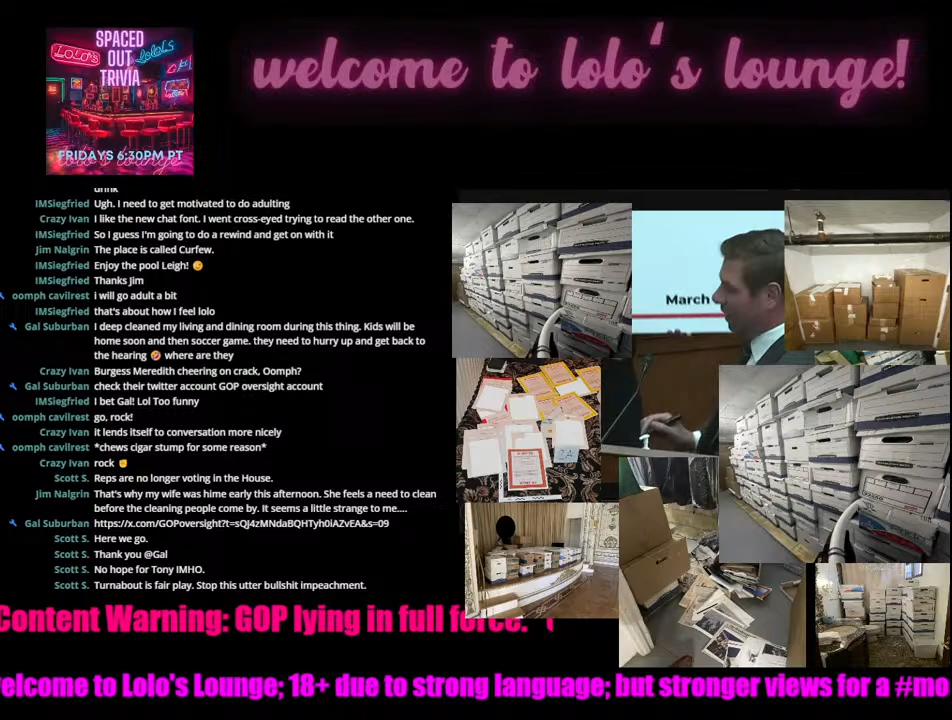 SPACED
OUT
TRIVIA
LOLO'S
LOLO'S
FRIDAYS 6:30PM PT
lolo's lounge
welcome to lolo's lounge!
drink
IMSiegfried Ugh. I need to get motivated to do adulting
Crazy Ivan I like the new chat font. I went cross-eyed trying to read the other one.
IMSiegfried So I guess I'm going to do a rewind and get on with it
Jim Nalgrin The place is called Curfew.
IMSiegfried Enjoy the pool Leigh! 😉
IMSiegfried Thanks Jim
oomph cavilrest i will go adult a bit
IMSiegfried that's about how I feel lolo
Gal Suburban I deep cleaned my living and dining room during this thing. Kids will be
home soon and then soccer game. they need to hurry up and get back to
the hearing 🤣 where are they
Crazy Ivan Burgess Meredith cheering on crack, Oomph?
Gal Suburban check their twitter account GOP oversight account
IMSiegfried I bet Gal! Lol Too funny
oomph cavilrest go, rock!
Crazy Ivan it lends itself to conversation more nicely
oomph cavilrest *chews cigar stump for some reason*
Crazy Ivan rock ✊
Scott S. Reps are no longer voting in the House.
Jim Nalgrin That's why my wife was hime early this afternoon. She feels a need to clean
before the cleaning people come by. It seems a little strange to me....
Gal Suburban https://x.com/GOPoversight?t=sQJ4zMNdaBQHTyh0iAZvEA&s=09
Scott S. Here we go.
Scott S. Thank you @Gal
Scott S. No hope for Tony IMHO.
Scott S. Turnabout is fair play. Stop this utter bullshit impeachment.
March
2A
Content Warning: GOP lying in full force.
elcome to Lolo's Lounge; 18+ due to strong language; but stronger views for a #mo